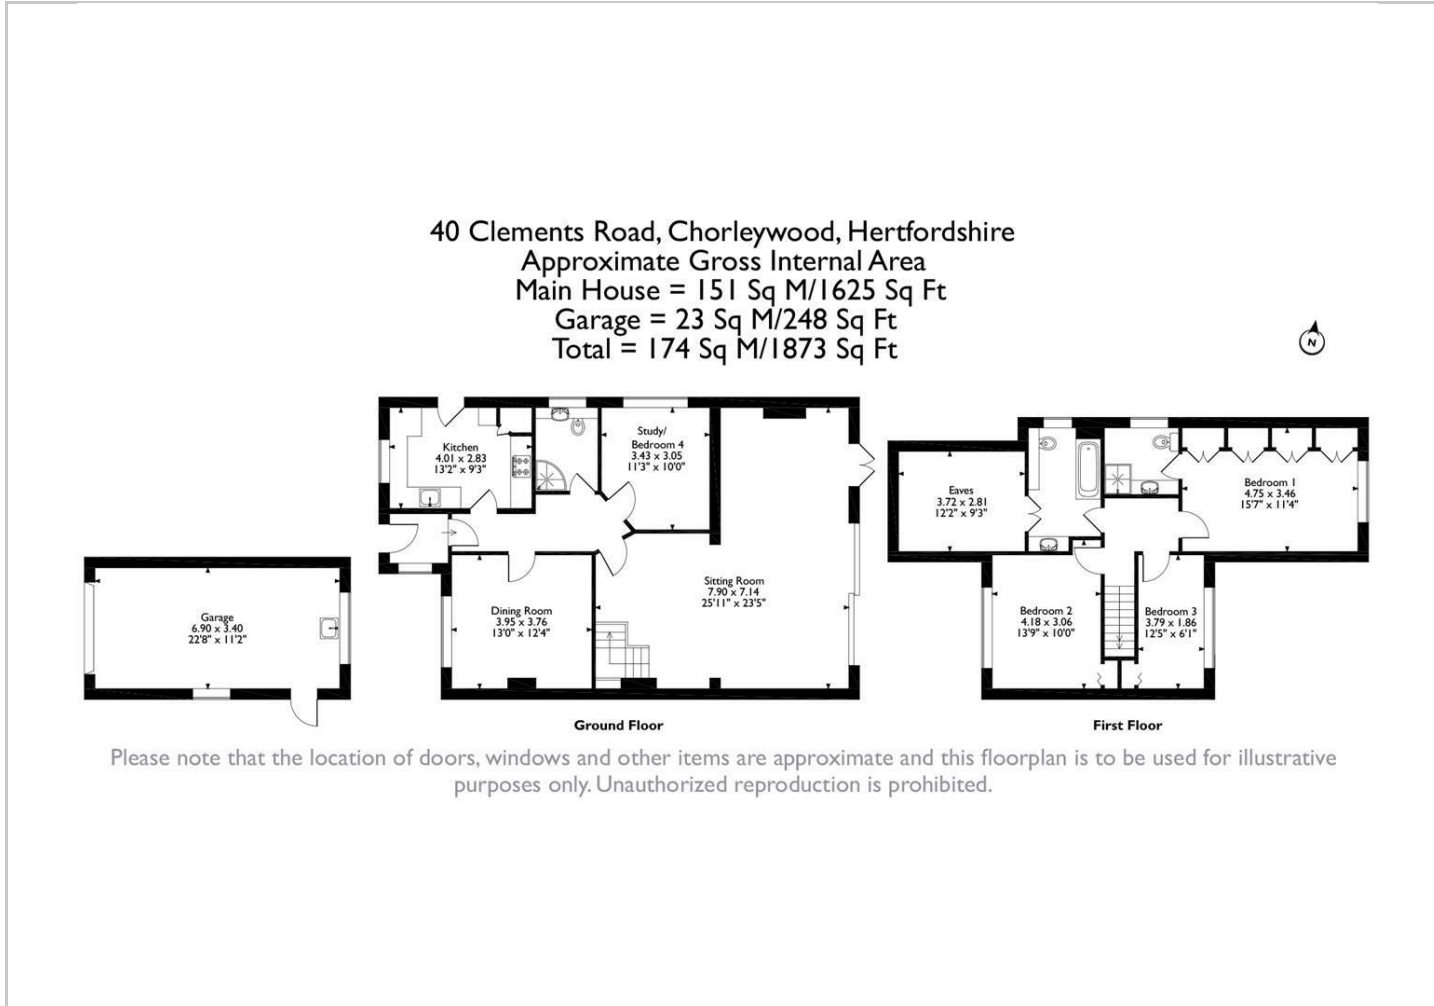 40 Clements Road, Chorleywood, Hertfordshire
Approximate Gross Internal Area
Main House = 151 Sq M/1625 Sq Ft
Garage = 23 Sq M/248 Sq Ft
Total = 174 Sq M/1873 Sq Ft
N
Kitchen
4.01 x 2.83
13'2" x 9'3"
Study/
Bedroom 4
3.43 x 3.05
11'3" x 10'0"
Sitting Room
7.90 x 7.14
25'11" x 23'5"
Dining Room
3.95 x 3.76
13'0" x 12'4"
Garage
6.90 x 3.40
22'8" x 11'2"
Ground Floor
Eaves
3.72 x 2.81
12'2" x 9'3"
Bedroom 1
4.75 x 3.46
15'7" x 11'4"
Bedroom 2
4.18 x 3.06
13'9" x 10'0"
Bedroom 3
3.79 x 1.86
12'5" x 6'1"
First Floor
Please note that the location of doors, windows and other items are approximate and this floorplan is to be used for illustrative
purposes only. Unauthorized reproduction is prohibited.